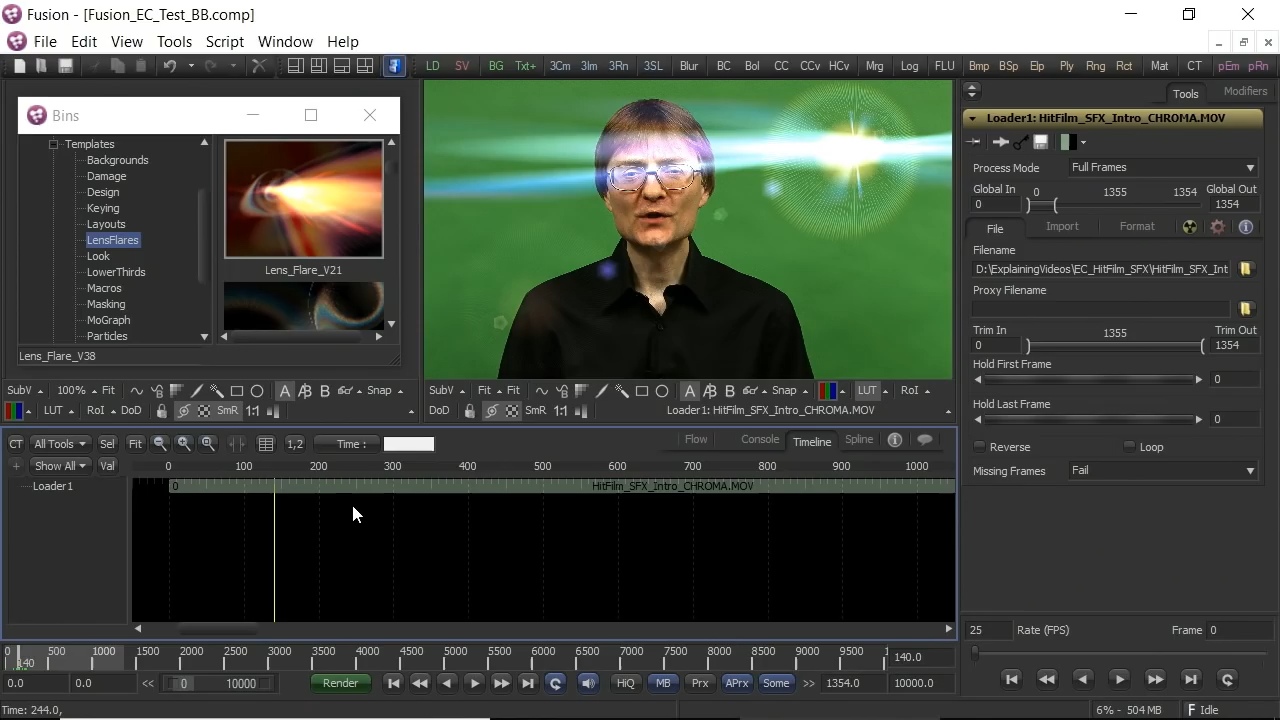 Fusion - [Fusion_EC_Test_BB.comp]
File Edit View Tools Script Window Help
LD SV BG Txt+ 3Cm 3Im 3Rn 3SL Blur BC Bol CC CCv HCv Mrg Log FLU Bmp BSp Elp Ply Rng Rct Mat CT pEm pRn
Bins
Templates
Backgrounds
Damage
Design
Keying
Layouts
LensFlares
Look
LowerThirds
Macros
Masking
MoGraph
Particles
Lens_Flare_V21
Lens_Flare_V38
SubV 100% Fit A B B Snap
LUT RoI DoD SmR 1:1
SubV Fit Fit A B B Snap LUT RoI
DoD SmR 1:1 Loader1: HitFilm_SFX_Intro_CHROMA.MOV
Tools Modifiers
Loader1: HitFilm_SFX_Intro_CHROMA.MOV
Process Mode Full Frames
Global In 0 1355 1354 Global Out
0 1354
File Import Format
Filename
D:\ExplainingVideos\EC_HitFilm_SFX\HitFilm_SFX_Int
Proxy Filename
Trim In 1355 Trim Out
0 1354
Hold First Frame
0
Hold Last Frame
0
Reverse Loop
Missing Frames Fail
CT All Tools Sel Fit 1,2 Time : Flow Console Timeline Spline
Show All Val 0 100 200 300 400 500 600 700 800 900 1000
Loader1 0 HitFilm_SFX_Intro_CHROMA.MOV
25 Rate (FPS) Frame 0
0 500 1000 1500 2000 2500 3000 3500 4000 4500 5000 5500 6000 6500 7000 7500 8000 8500 9000 9500 1 140.0
140
0.0 0.0 << 0 10000 Render HiQ MB Prx APrx Some >> 1354.0 10000.0
Time: 244.0, 6% - 504 MB F Idle